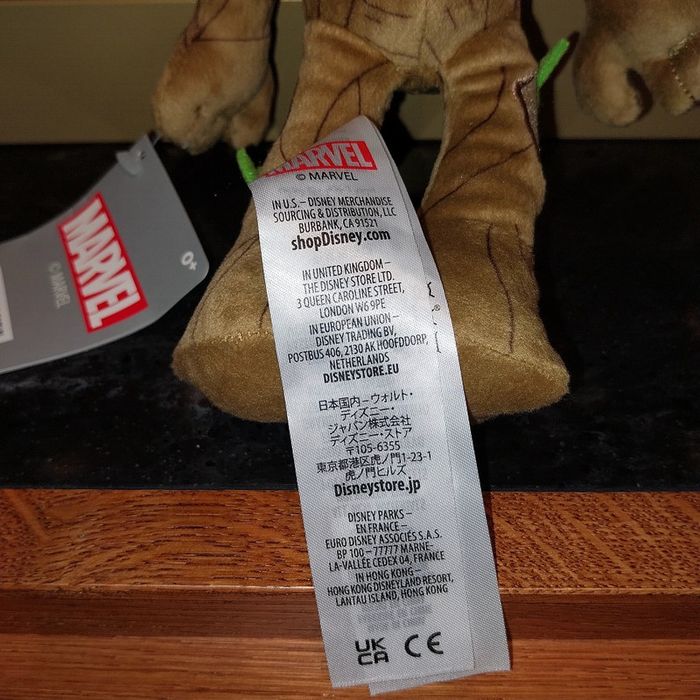 MARVEL
© MARVEL
IN U.S. – DISNEY MERCHANDISE
SOURCING & DISTRIBUTION, LLC
BURBANK, CA 91521
shopDisney.com
IN UNITED KINGDOM –
THE DISNEY STORE LTD.
3 QUEEN CAROLINE STREET,
LONDON W6 9PE
IN EUROPEAN UNION –
DISNEY TRADING BV,
POSTBUS 406, 2130 AK HOOFDDORP,
NETHERLANDS
DISNEYSTORE.EU
日本国内－ウォルト・
ディズニー・
ジャパン株式会社
ディズニー・ストア
〒105-6355
東京都港区虎ノ門1-23-1
虎ノ門ヒルズ
Disneystore.jp
DISNEY PARKS –
EN FRANCE –
EURO DISNEY ASSOCIÉS S.A.S.
BP 100 – 77777 MARNE-
LA-VALLÉE CEDEX 04, FRANCE
IN HONG KONG –
HONG KONG DISNEYLAND RESORT,
LANTAU ISLAND, HONG KONG
UK
CA CE
MARVEL
© MARVEL
0+